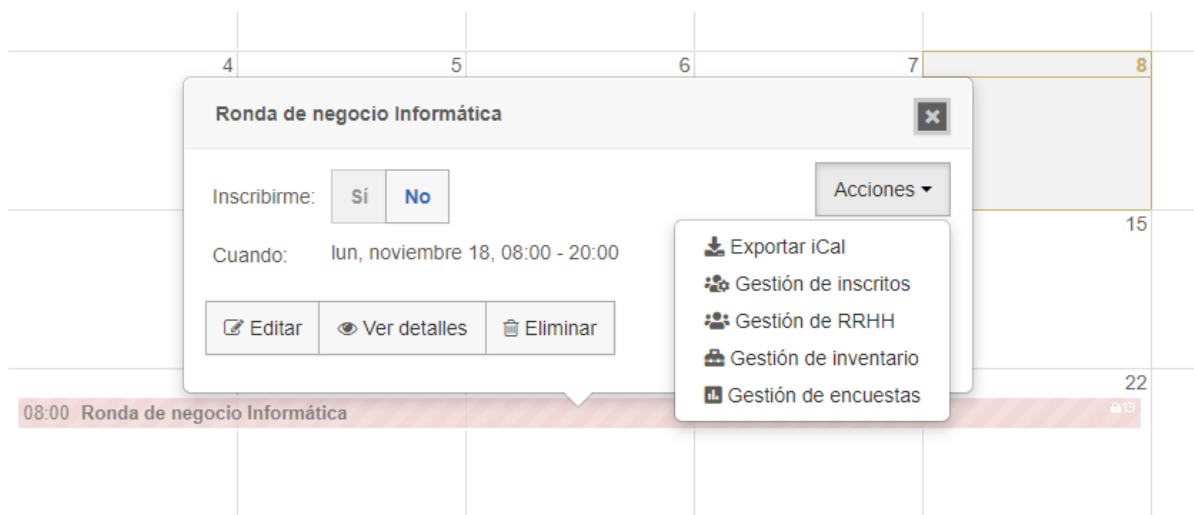 4 5 6 7 8
Ronda de negocio Informática
Inscribirme: Sí No Acciones
15
Cuando: lun, noviembre 18, 08:00 - 20:00
Exportar iCal
Gestión de inscritos
Gestión de RRHH
Gestión de inventario
Gestión de encuestas
Editar Ver detalles Eliminar
22
08:00 Ronda de negocio Informática